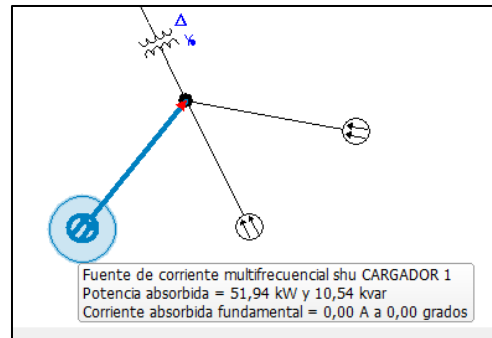 Δ
Fuente de corriente multifrecuencial shu CARGADOR 1
Potencia absorbida = 51,94 kW y 10,54 kvar
Corriente absorbida fundamental = 0,00 A a 0,00 grados